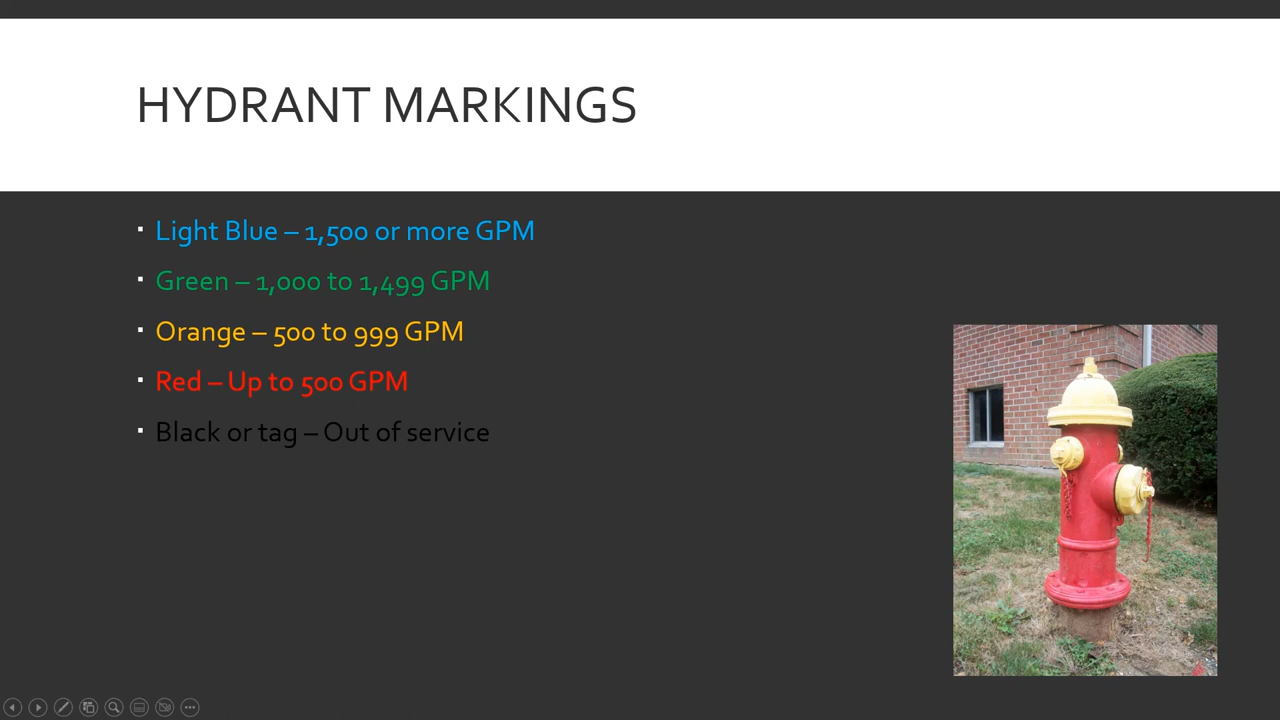 HYDRANT MARKINGS
Light Blue – 1,500 or more GPM
Green – 1,000 to 1,499 GPM
Orange – 500 to 999 GPM
Red – Up to 500 GPM
Black or tag – Out of service